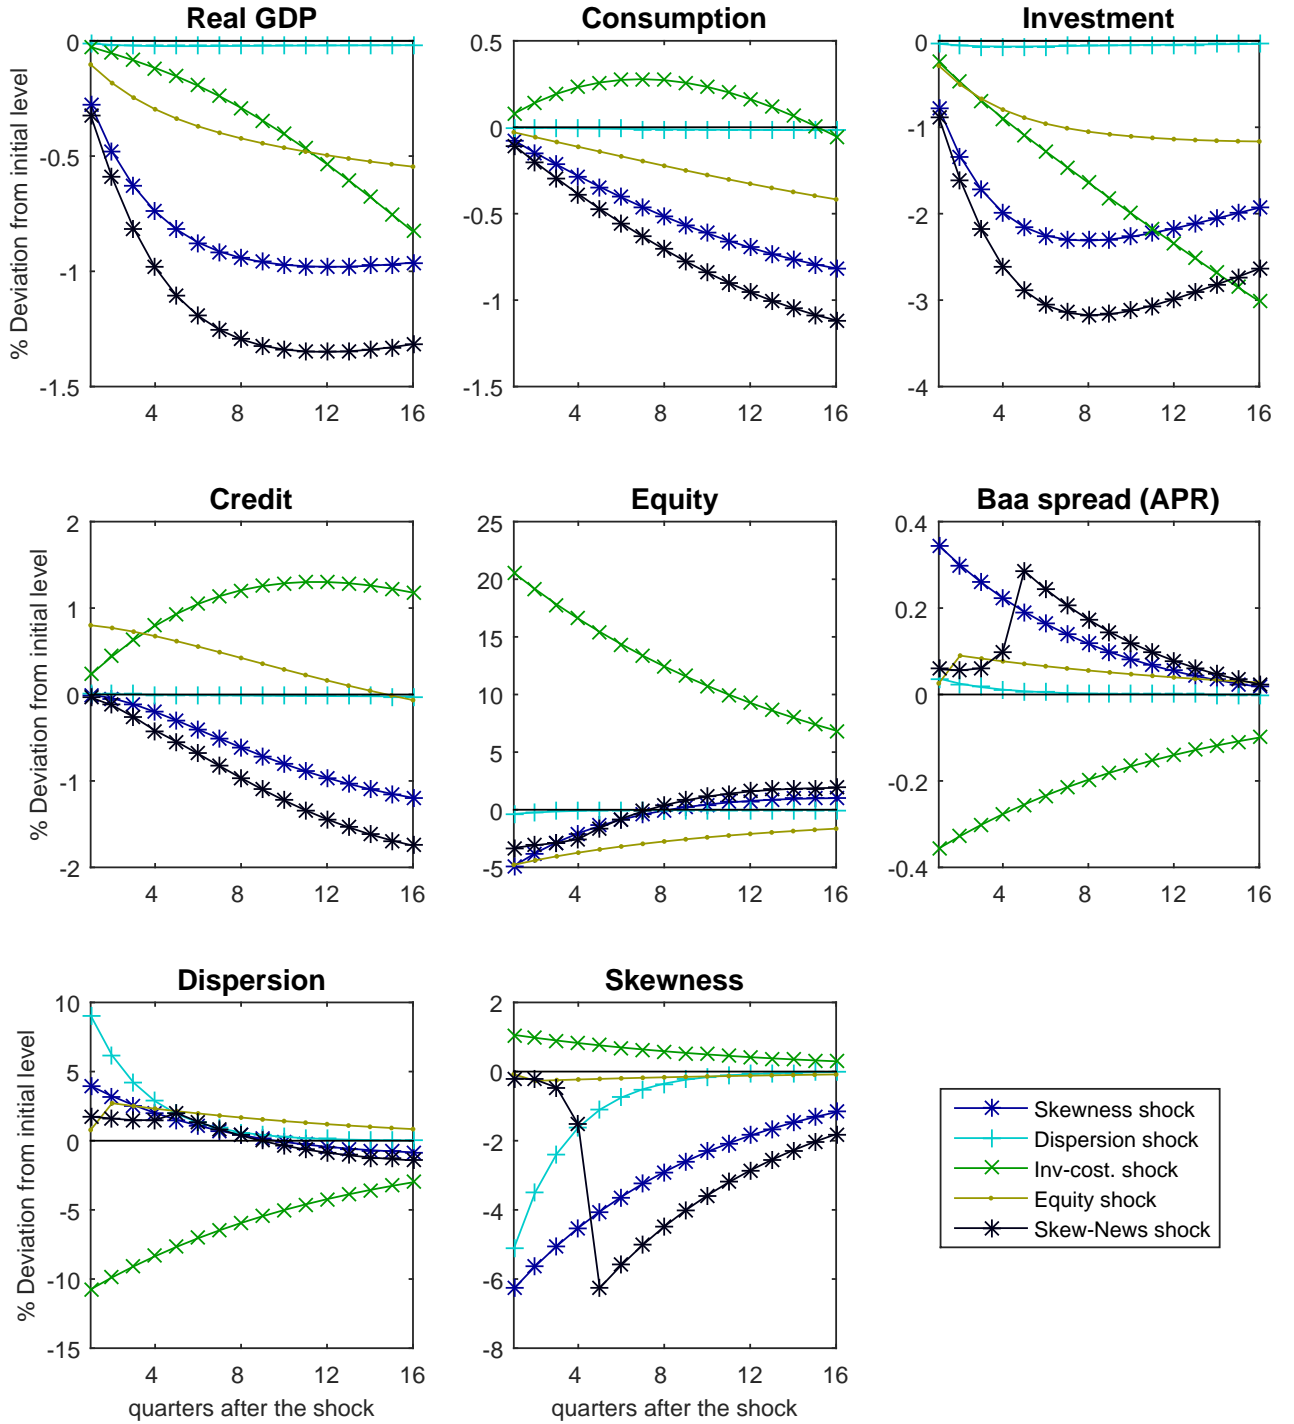 Real GDP
Consumption
Investment
% Deviation from initial level
0
-0.5
-1
-1.5
4 8 12 16
0.5
0
-0.5
-1
-1.5
4 8 12 16
0
-1
-2
-3
-4
4 8 12 16
Credit
Equity
Baa spread (APR)
% Deviation from initial level
2
1
0
-1
-2
4 8 12 16
25
20
15
10
5
0
-5
4 8 12 16
0.4
0.2
0
-0.2
-0.4
4 8 12 16
Dispersion
Skewness
% Deviation from initial level
10
5
0
-5
-10
-15
4 8 12 16
quarters after the shock
2
0
-2
-4
-6
-8
4 8 12 16
quarters after the shock
Skewness shock
Dispersion shock
Inv-cost. shock
Equity shock
Skew-News shock